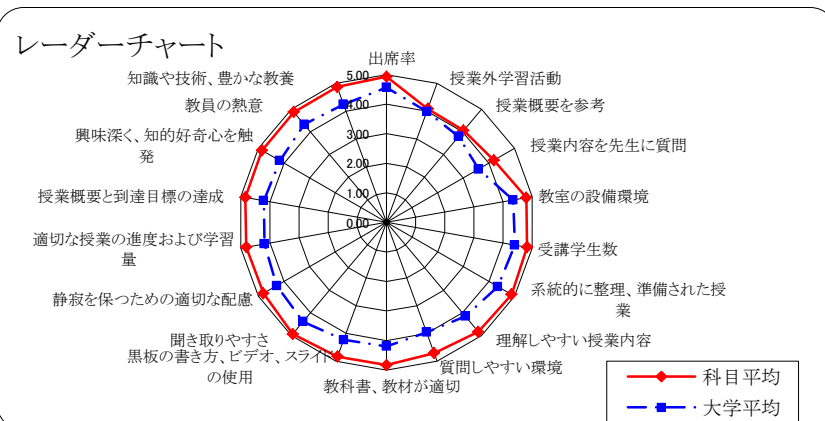 レーダーチャート
出席率
授業外学習活動
授業概要を参考
授業内容を先生に質問
教室の設備環境
受講学生数
系統的に整理、準備された授
業
理解しやすい授業内容
質問しやすい環境
教科書、教材が適切
黒板の書き方、ビデオ、スライド
の使用
聞き取りやすさ
静寂を保つための適切な配慮
適切な授業の進度および学習
量
授業概要と到達目標の達成
興味深く、知的好奇心を触
発
教員の熱意
知識や技術、豊かな教養
5.00
4.00
3.00
2.00
1.00
0.00
科目平均
大学平均